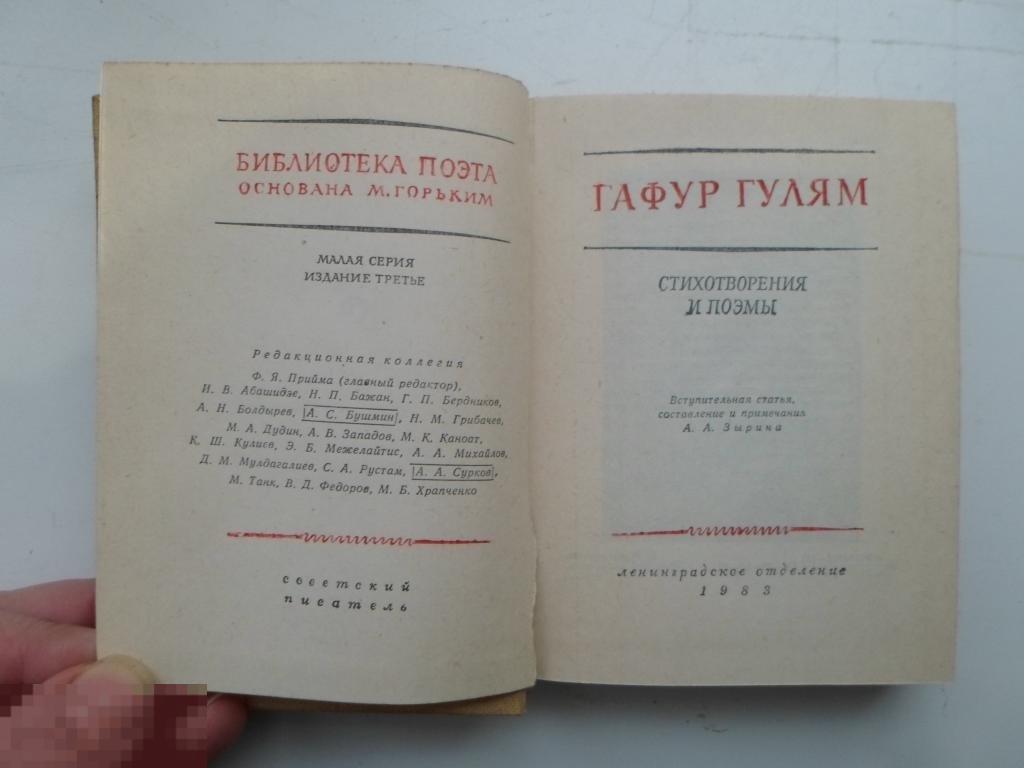 БИБЛИОТЕКА ПОЭТА
ОСНОВАНА М. ГОРЬКИМ
МАЛАЯ СЕРИЯ
ИЗДАНИЕ ТРЕТЬЕ
Редакционная коллегия
Ф. Я. Прийма (главный редактор),
И. В. Абашидзе, Н. П. Бажан, Г. П. Бердников,
А. Н. Болдырев, А. С. Бушмин, Н. М. Грибачев,
М. А. Дудин, А. В. Западов, М. К. Каноат,
К. Ш. Кулиев, Э. Б. Межелайтис, А. А. Михайлов,
Д. М. Мулдагалиев, С. А. Рустам, А. А. Сурков,
М. Танк, В. Д. Федоров, М. Б. Храпченко
советский
писатель
ГАФУР ГУЛЯМ
СТИХОТВОРЕНИЯ
И ПОЭМЫ
Вступительная статья,
составление и примечания
А. А. Зырина
ленинградское отделение
1983